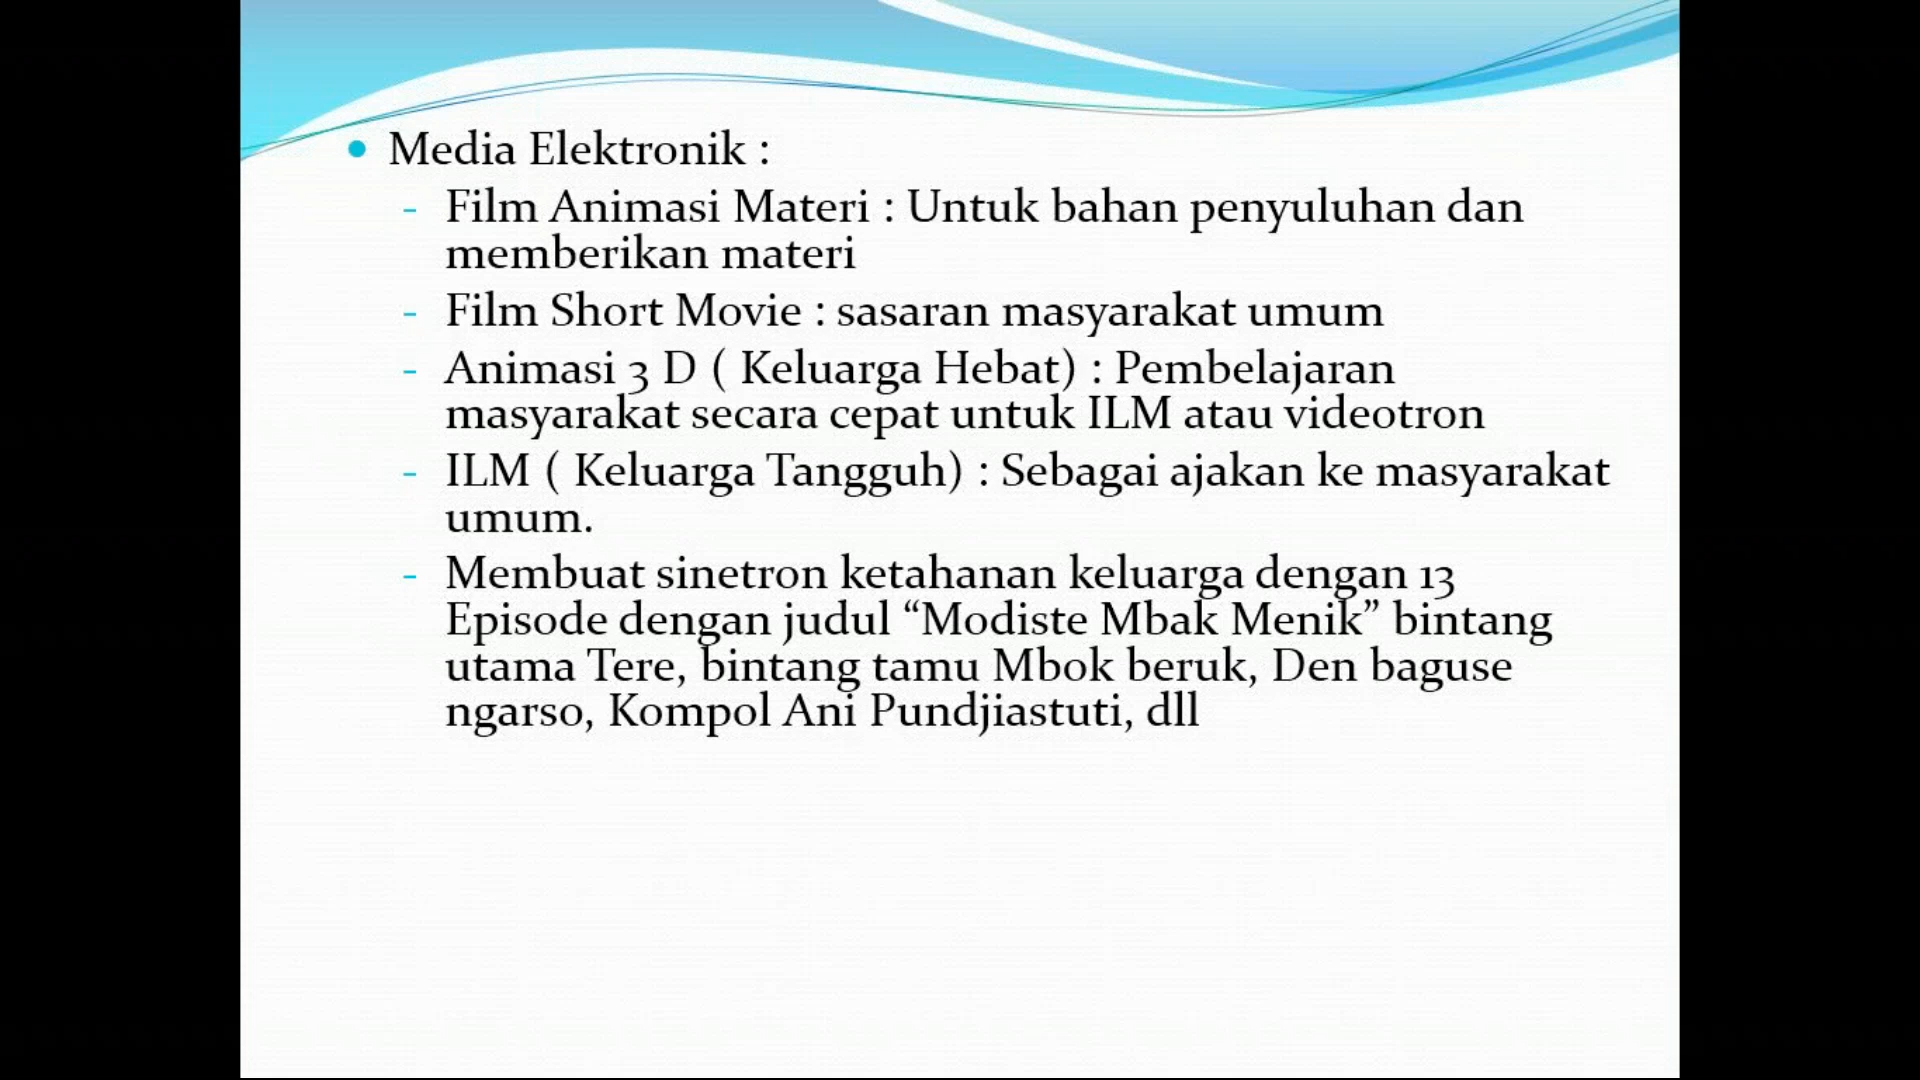 • Media Elektronik :
- Film Animasi Materi : Untuk bahan penyuluhan dan
memberikan materi
- Film Short Movie : sasaran masyarakat umum
- Animasi 3 D ( Keluarga Hebat) : Pembelajaran
masyarakat secara cepat untuk ILM atau videotron
- ILM ( Keluarga Tangguh) : Sebagai ajakan ke masyarakat
umum.
- Membuat sinetron ketahanan keluarga dengan 13
Episode dengan judul “Modiste Mbak Menik” bintang
utama Tere, bintang tamu Mbok beruk, Den baguse
ngarso, Kompol Ani Pundjiastuti, dll